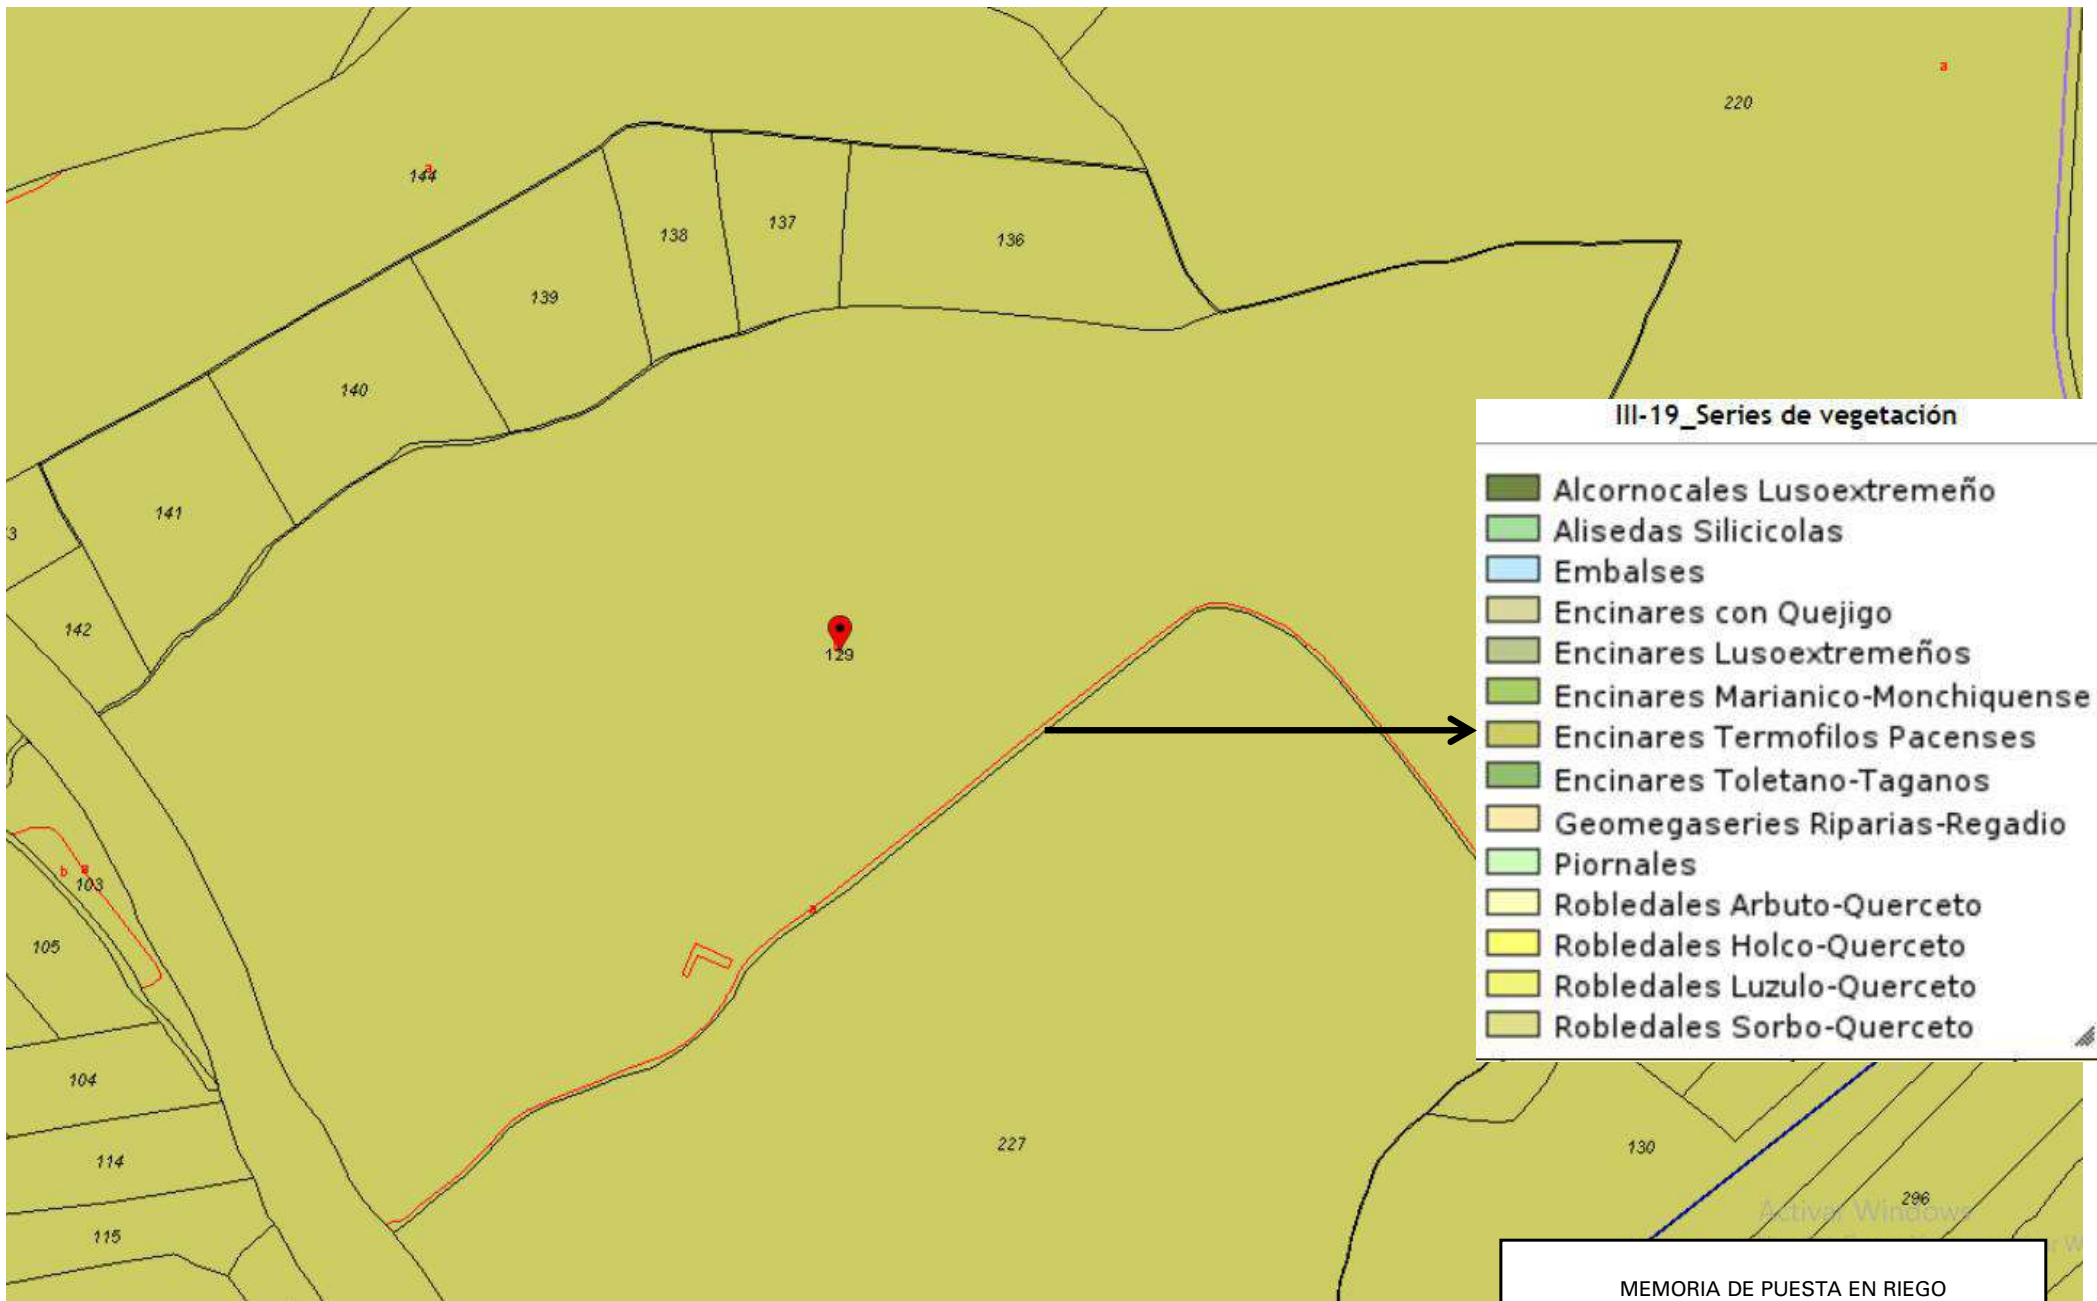 a
220
144
a
138
137
136
139
140
141
3
142
129
III-19_Series de vegetación
Alcornocales Lusoextremeño
Alisedas Silicicolas
Embalses
Encinares con Quejigo
Encinares Lusoextremeños
Encinares Marianico-Monchiquense
Encinares Termofilos Pacenses
Encinares Toletano-Taganos
Geomegaseries Riparias-Regadio
Piornales
Robledales Arbuto-Querceto
Robledales Holco-Querceto
Robledales Luzulo-Querceto
Robledales Sorbo-Querceto
b
a
103
a
105
104
227
130
114
296
115
Activar Windows
MEMORIA DE PUESTA EN RIEGO